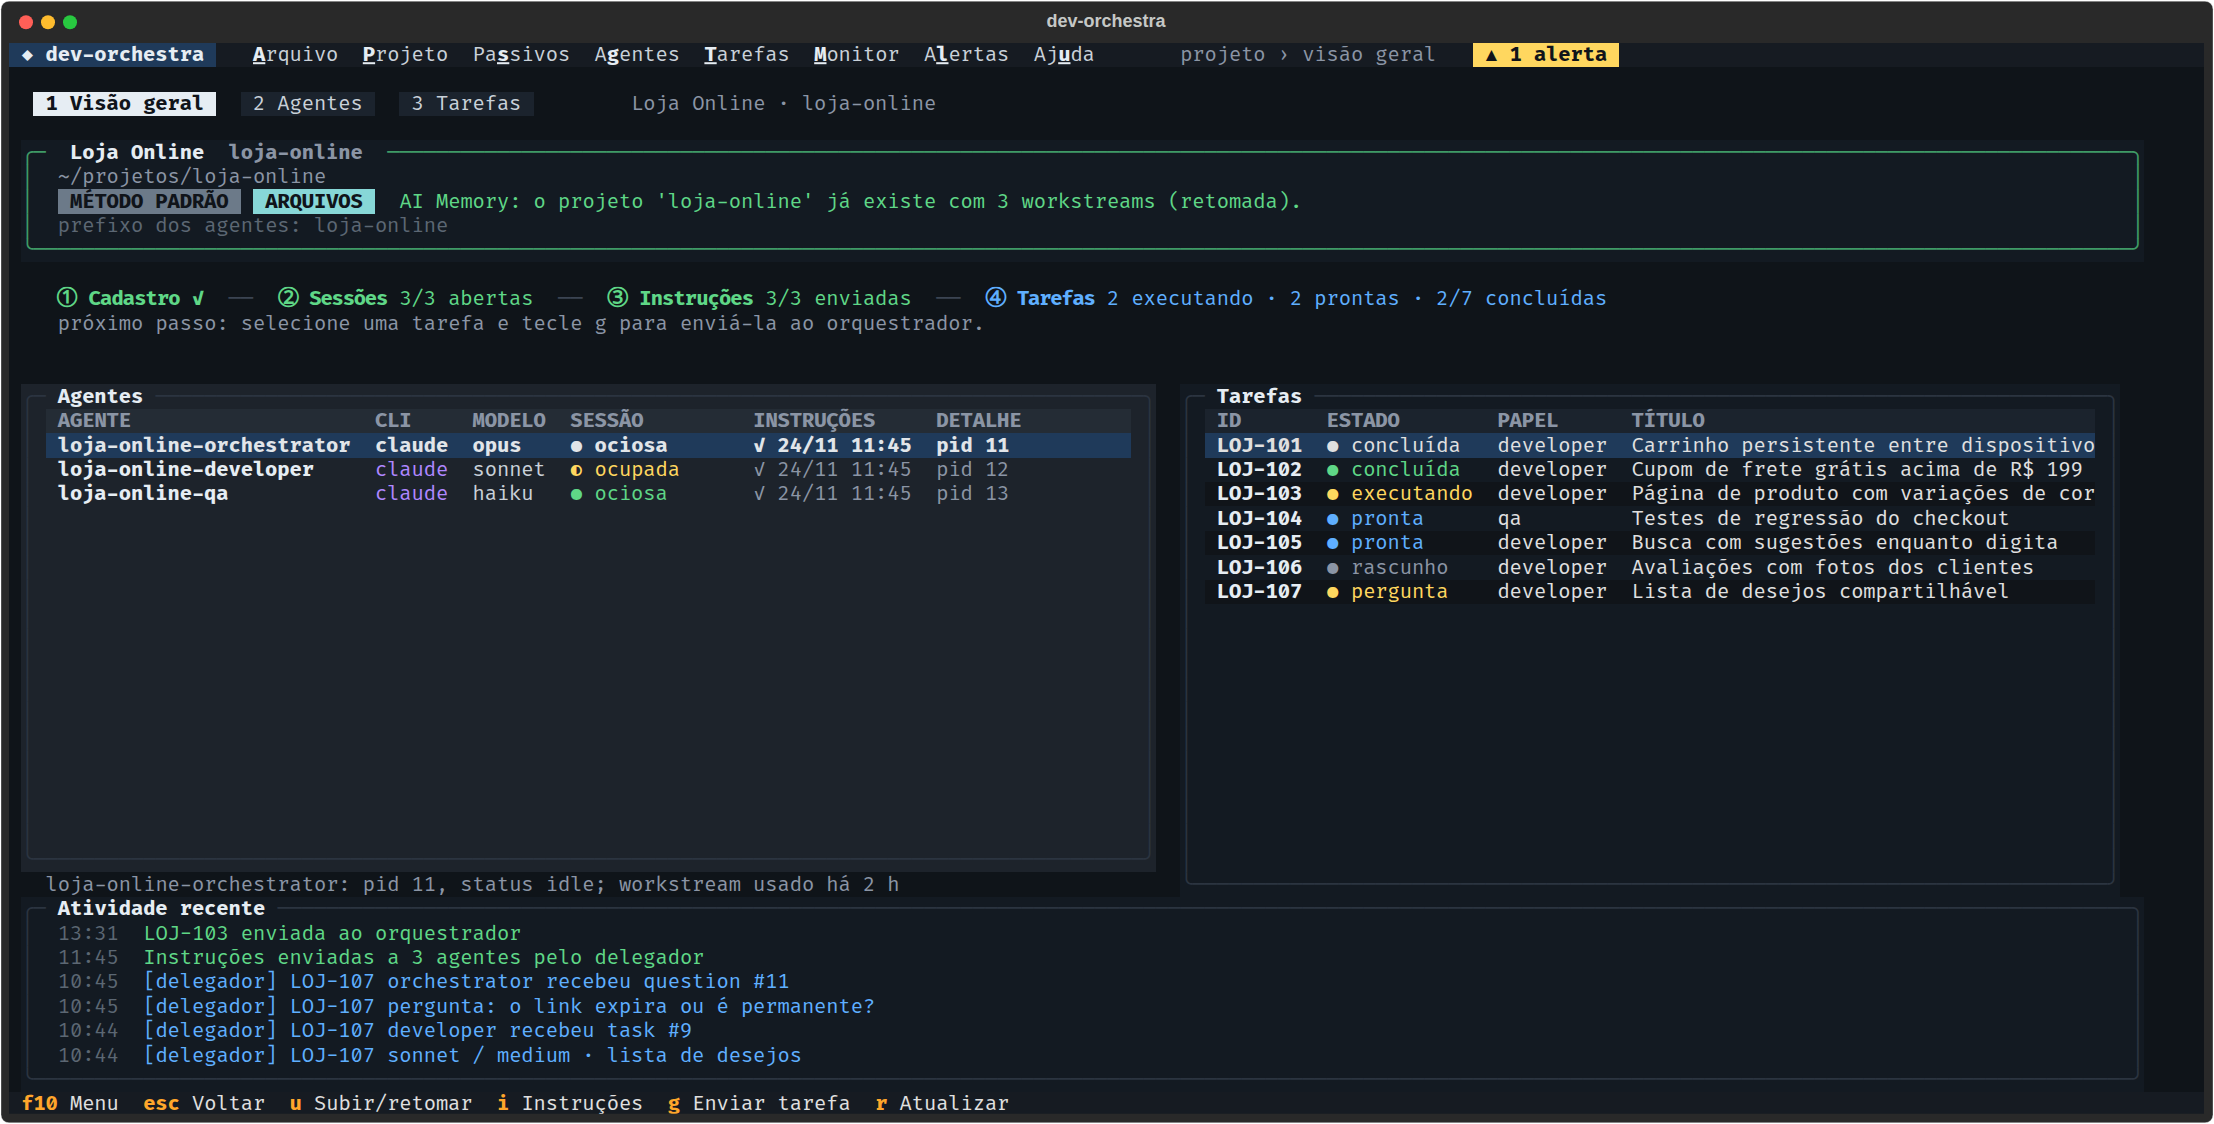 dev-orchestra
◆ dev-orchestra Arquivo Projeto Passivos Agentes Tarefas Monitor Alertas Ajuda projeto › visão geral ▲ 1 alerta
1 Visão geral 2 Agentes 3 Tarefas Loja Online · loja-online
Loja Online loja-online
~/projetos/loja-online
MÉTODO PADRÃO ARQUIVOS AI Memory: o projeto 'loja-online' já existe com 3 workstreams (retomada).
prefixo dos agentes: loja-online
① Cadastro √ — ② Sessões 3/3 abertas — ③ Instruções 3/3 enviadas — ④ Tarefas 2 executando · 2 prontas · 2/7 concluídas
próximo passo: selecione uma tarefa e tecle g para enviá-la ao orquestrador.
Agentes
AGENTE CLI MODELO SESSÃO INSTRUÇÕES DETALHE
loja-online-orchestrator claude opus ● ociosa √ 24/11 11:45 pid 11
loja-online-developer claude sonnet ◐ ocupada √ 24/11 11:45 pid 12
loja-online-qa claude haiku ● ociosa √ 24/11 11:45 pid 13
loja-online-orchestrator: pid 11, status idle; workstream usado há 2 h
Tarefas
ID ESTADO PAPEL TÍTULO
LOJ-101 ● concluída developer Carrinho persistente entre dispositivo
LOJ-102 ● concluída developer Cupom de frete grátis acima de R$ 199
LOJ-103 ● executando developer Página de produto com variações de cor
LOJ-104 ● pronta qa Testes de regressão do checkout
LOJ-105 ● pronta developer Busca com sugestões enquanto digita
LOJ-106 ● rascunho developer Avaliações com fotos dos clientes
LOJ-107 ● pergunta developer Lista de desejos compartilhável
Atividade recente
13:31 LOJ-103 enviada ao orquestrador
11:45 Instruções enviadas a 3 agentes pelo delegador
10:45 [delegador] LOJ-107 orchestrator recebeu question #11
10:45 [delegador] LOJ-107 pergunta: o link expira ou é permanente?
10:44 [delegador] LOJ-107 developer recebeu task #9
10:44 [delegador] LOJ-107 sonnet / medium · lista de desejos
f10 Menu esc Voltar u Subir/retomar i Instruções g Enviar tarefa r Atualizar